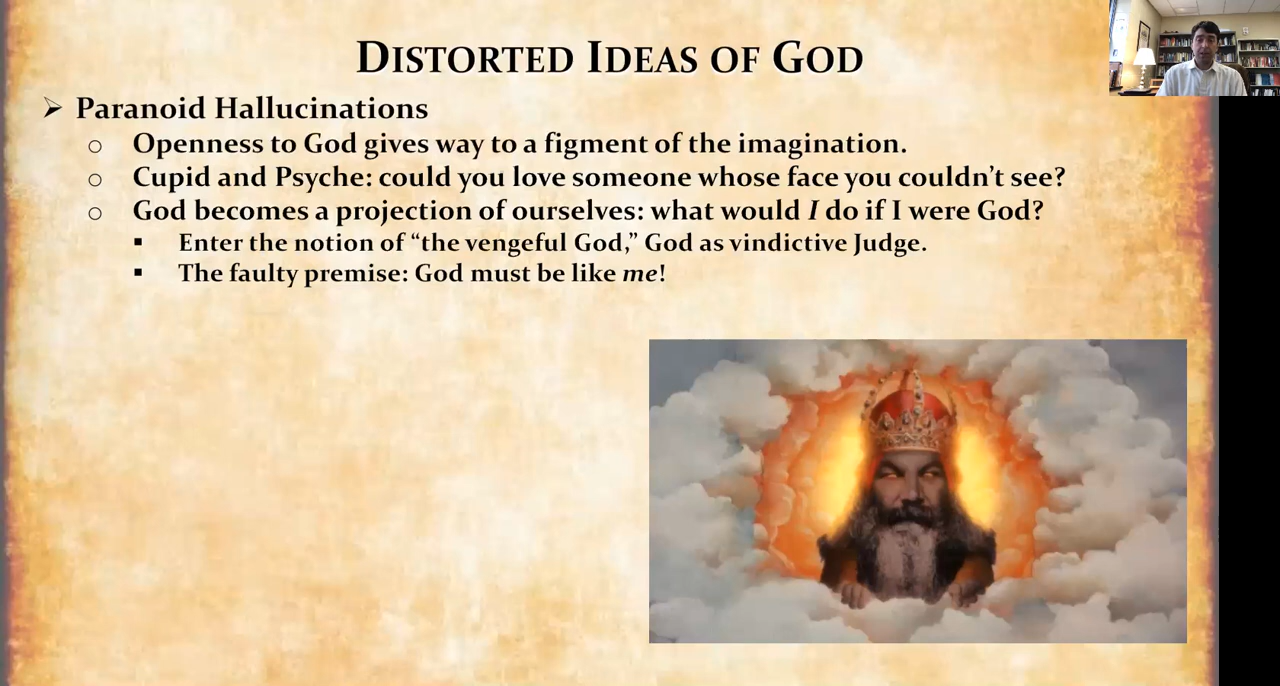 DISTORTED IDEAS OF GOD
Paranoid Hallucinations
Openness to God gives way to a figment of the imagination.
Cupid and Psyche: could you love someone whose face you couldn’t see?
God becomes a projection of ourselves: what would I do if I were God?
Enter the notion of “the vengeful God,” God as vindictive Judge.
The faulty premise: God must be like me!